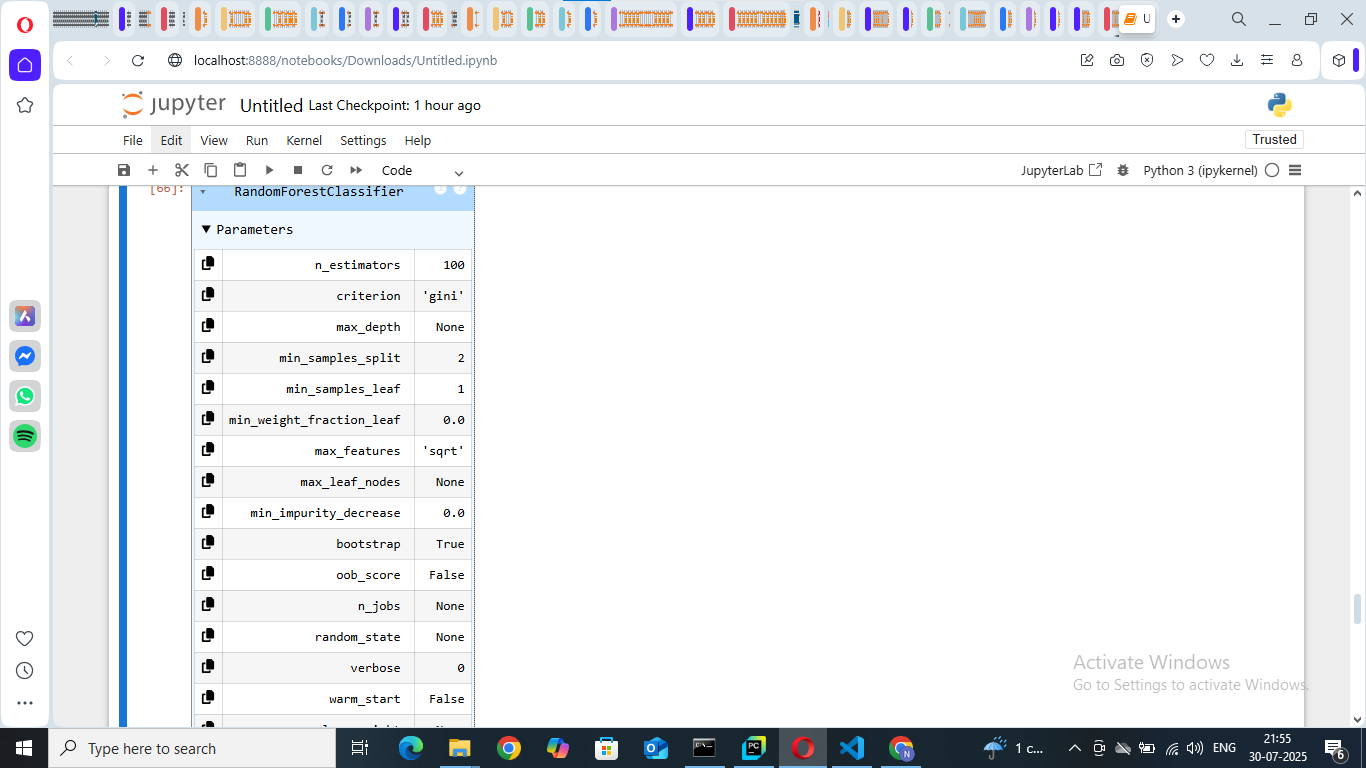 U
localhost:8888/notebooks/Downloads/Untitled.ipynb
jupyter Untitled Last Checkpoint: 1 hour ago
File Edit View Run Kernel Settings Help
Trusted
Code
JupyterLab
Python 3 (ipykernel)
[66]:
RandomForestClassifier
Parameters
n_estimators 100
criterion 'gini'
max_depth None
min_samples_split 2
min_samples_leaf 1
min_weight_fraction_leaf 0.0
max_features 'sqrt'
max_leaf_nodes None
min_impurity_decrease 0.0
bootstrap True
oob_score False
n_jobs None
random_state None
verbose 0
warm_start False
Activate Windows
Go to Settings to activate Windows.
Type here to search
PC
N
1 c...
ENG
21:55
30-07-2025
6